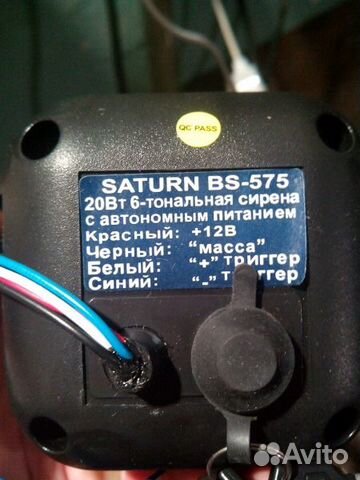 QC PASS
SATURN BS-575
20Вт 6-тональная сирена
с автономным питанием
Красный: +12В
Черный: "масса"
Белый: "+" триггер
Синий: "-" триггер
Avito